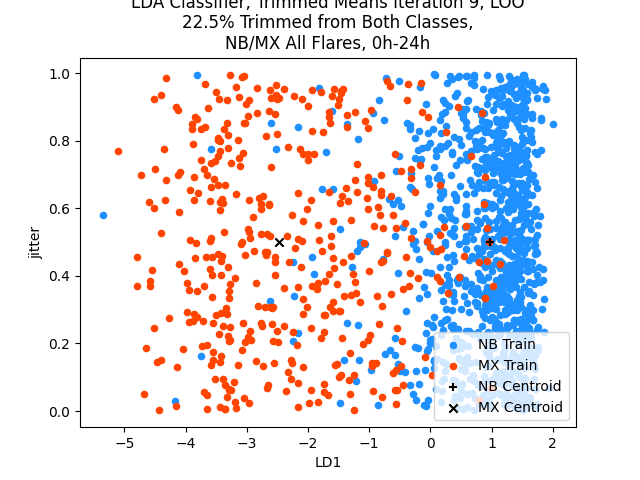 LDA Classifier, Trimmed Means Iteration 9, LOO
22.5% Trimmed from Both Classes,
NB/MX All Flares, 0h-24h
1.0
0.8
0.6
0.4
0.2
0.0
jitter
NB Train
MX Train
NB Centroid
MX Centroid
−5
−4
−3
−2
−1
0
1
2
LD1